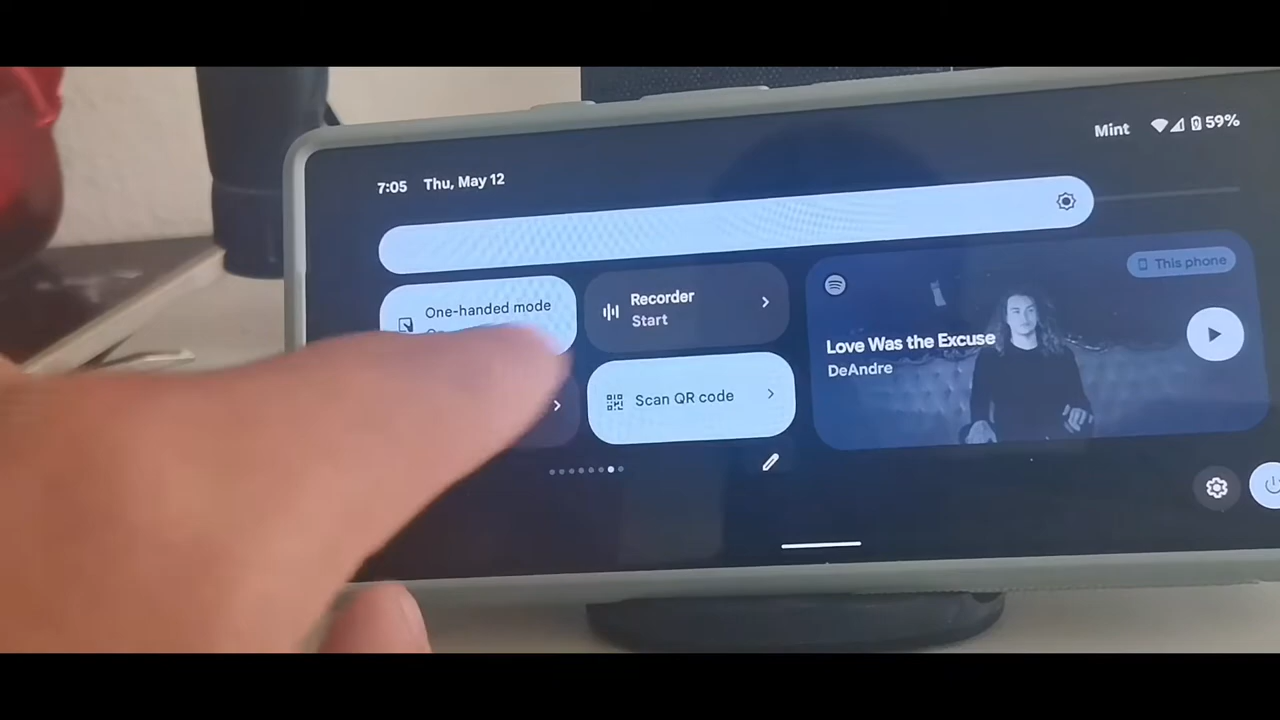 Mint 59%
7:05 Thu, May 12
This phone
One-handed mode
Recorder
Start
Love Was the Excuse
DeAndre
Scan QR code